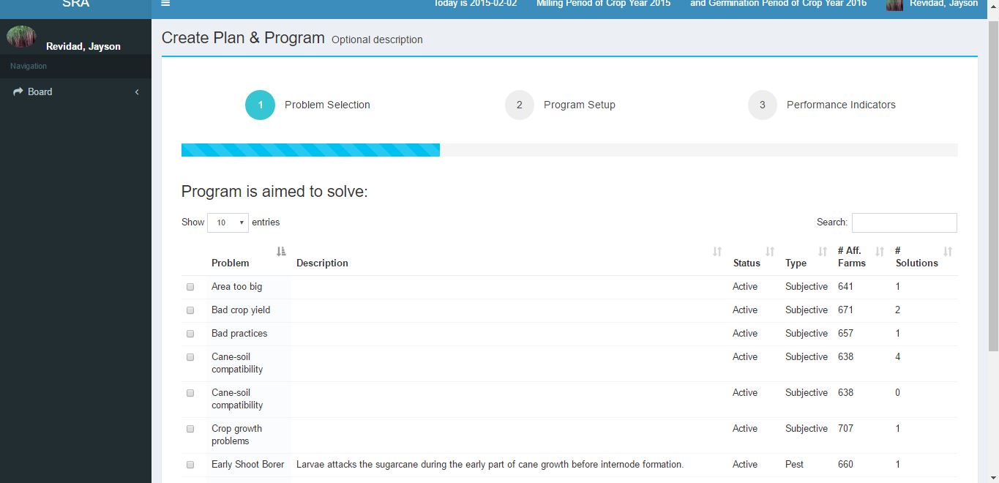 SRA
Today is 2015-02-02 Milling Period of Crop Year 2015 and Germination Period of Crop Year 2016 Revidad, Jayson
Revidad, Jayson
Navigation
Board
Create Plan & Program Optional description
1 Problem Selection 2 Program Setup 3 Performance Indicators
Program is aimed to solve:
Show 10 entries Search:
# Aff. #
Problem Description Status Type Farms Solutions
Area too big Active Subjective 641 1
Bad crop yield Active Subjective 671 2
Bad practices Active Subjective 657 1
Cane-soil Active Subjective 638 4
compatibility
Cane-soil Active Subjective 638 0
compatibility
Crop growth Active Subjective 707 1
problems
Early Shoot Borer Larvae attacks the sugarcane during the early part of cane growth before internode formation. Active Pest 660 1